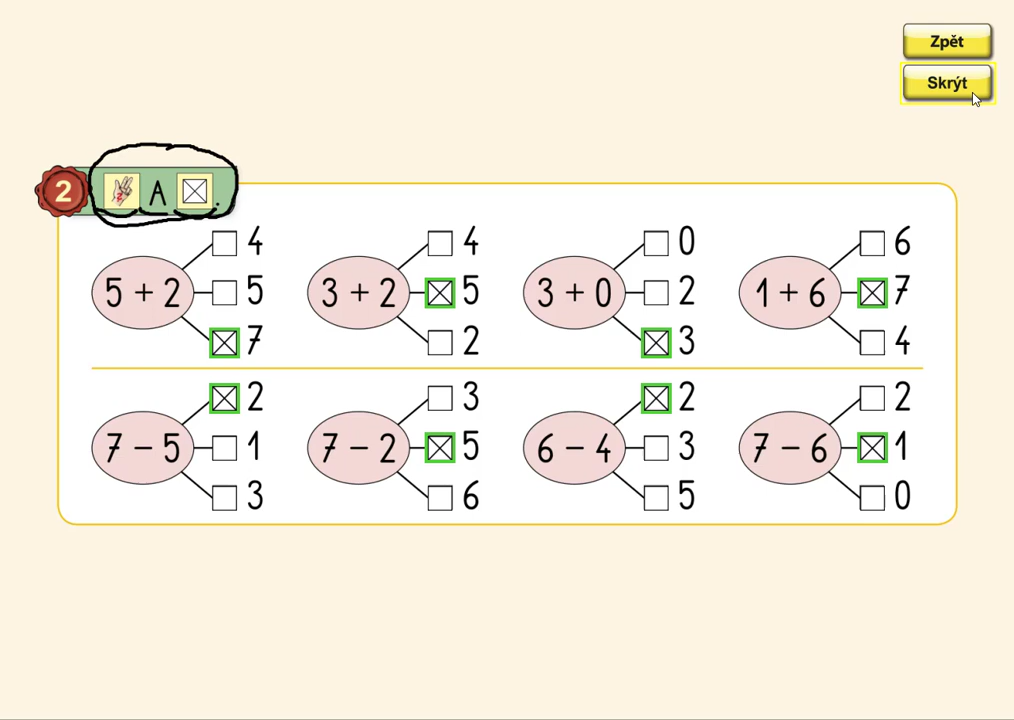 Zpět
Skrýt
2 A .
4 4 0 6
5 + 2 5 3 + 2 5 3 + 0 2 1 + 6 7
7 2 3 4
2 3 2 2
7 − 5 1 7 − 2 5 6 − 4 3 7 − 6 1
3 6 5 0